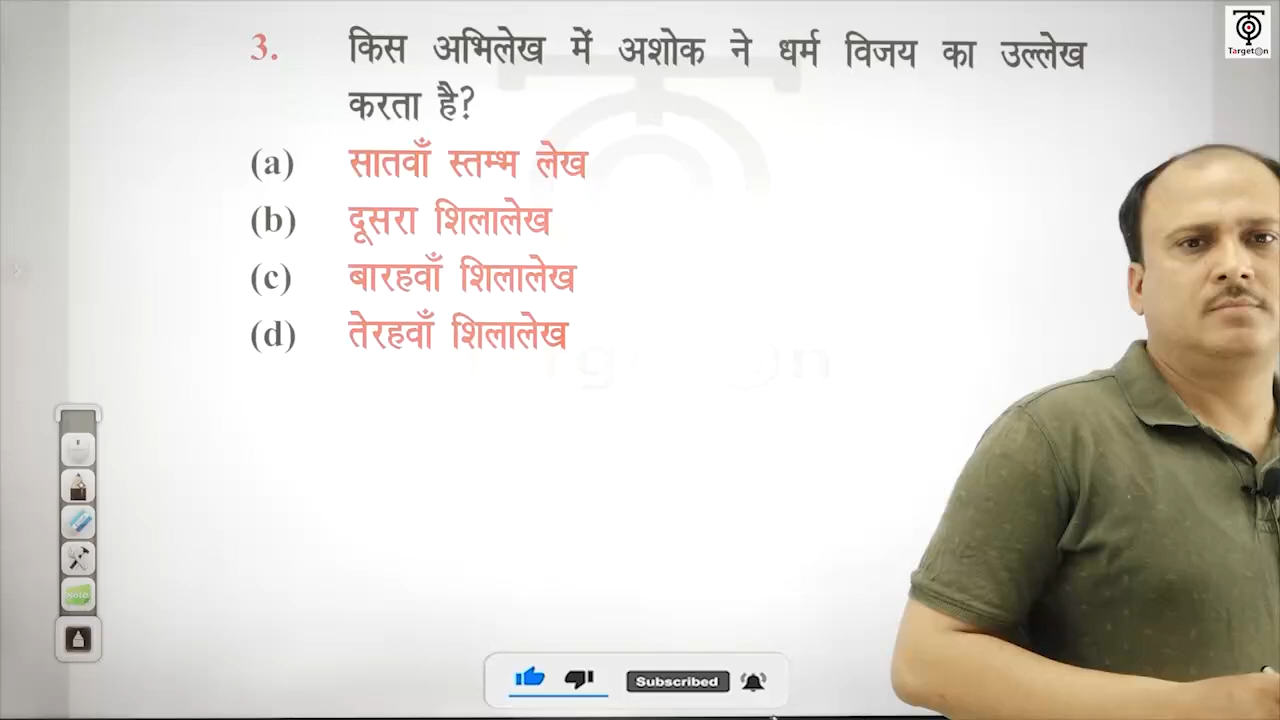 TargetOn
3. किस अभिलेख में अशोक ने धर्म विजय का उल्लेख
करता है?
(a) सातवाँ स्तम्भ लेख
(b) दूसरा शिलालेख
(c) बारहवाँ शिलालेख
(d) तेरहवाँ शिलालेख
Subscribed